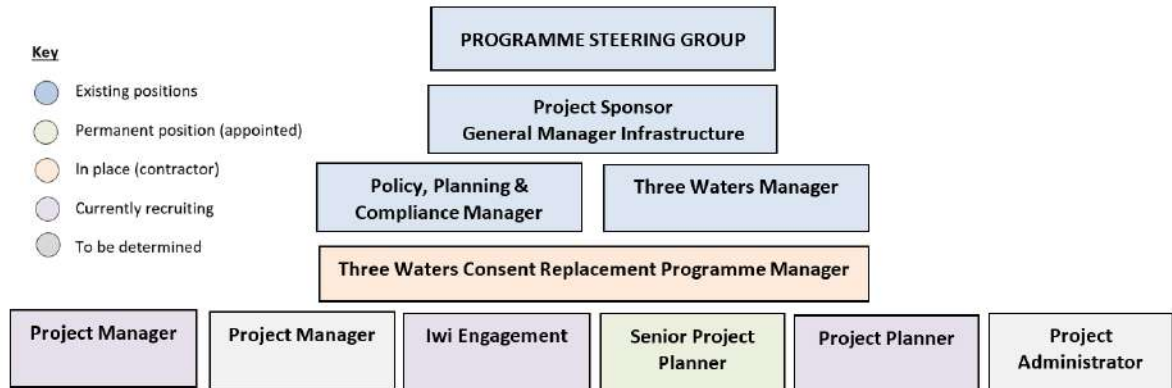 PROGRAMME STEERING GROUP
Key
Existing positions
Permanent position (appointed)
In place (contractor)
Currently recruiting
To be determined
Project Sponsor
General Manager Infrastructure
Policy, Planning &
Compliance Manager
Three Waters Manager
Three Waters Consent Replacement Programme Manager
Project Manager
Project Manager
Iwi Engagement
Senior Project
Planner
Project Planner
Project
Administrator